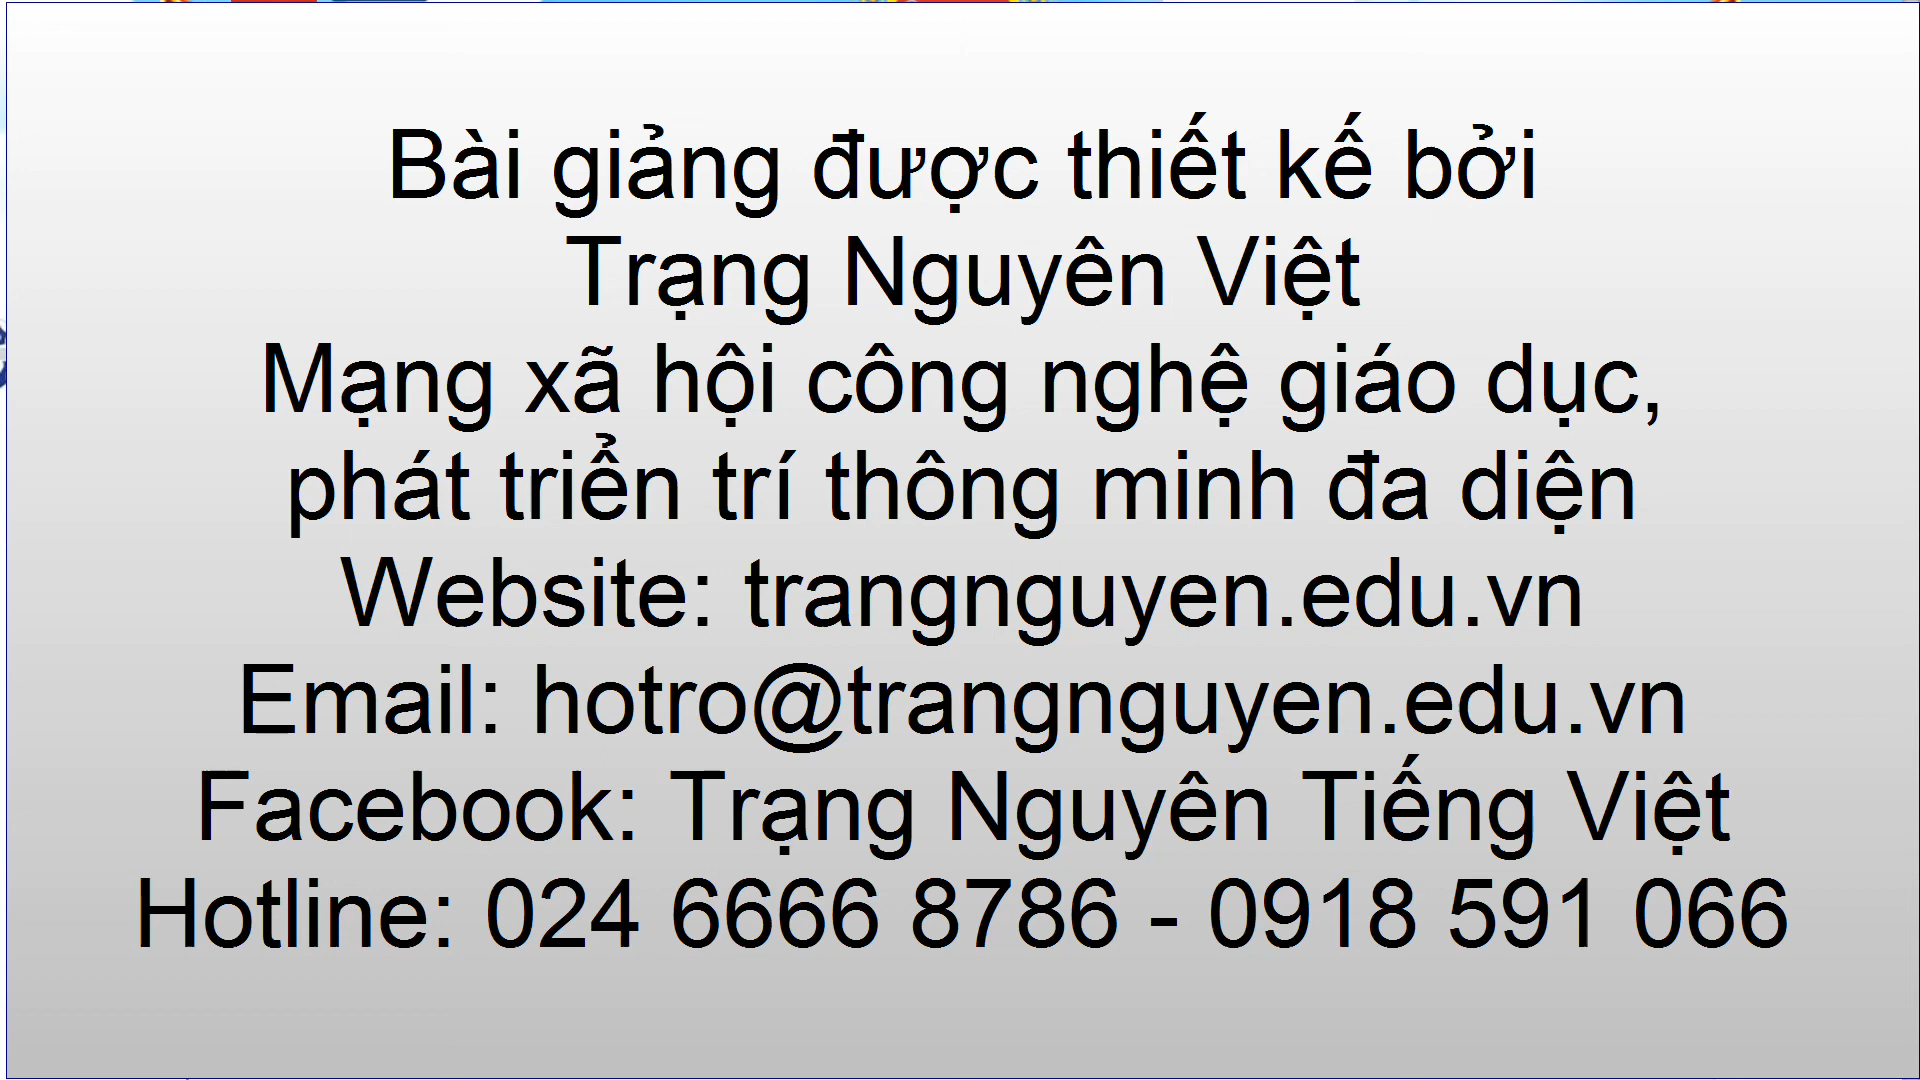 Bài giảng được thiết kế bởi
Trạng Nguyên Việt
Mạng xã hội công nghệ giáo dục,
phát triển trí thông minh đa diện
Website: trangnguyen.edu.vn
Email: hotro@trangnguyen.edu.vn
Facebook: Trạng Nguyên Tiếng Việt
Hotline: 024 6666 8786 - 0918 591 066